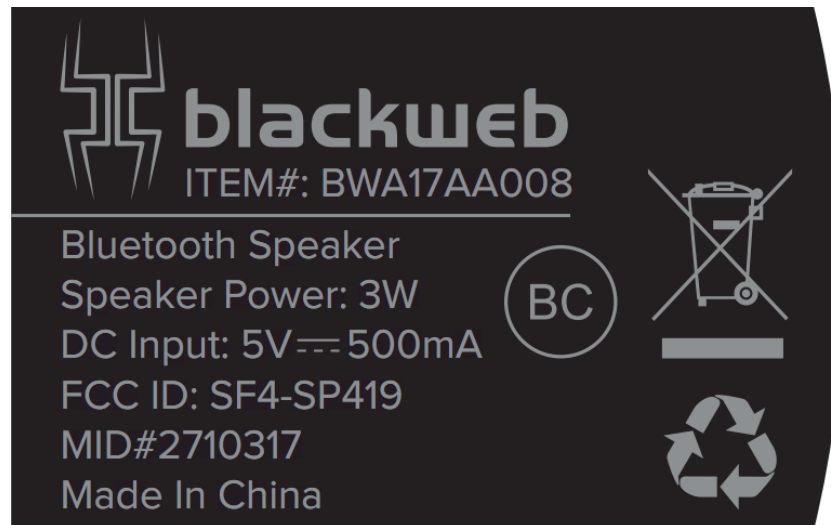 blackweb
ITEM#: BWA17AA008
Bluetooth Speaker
Speaker Power: 3W
DC Input: 5V⎓500mA
FCC ID: SF4-SP419
MID#2710317
Made In China
BC